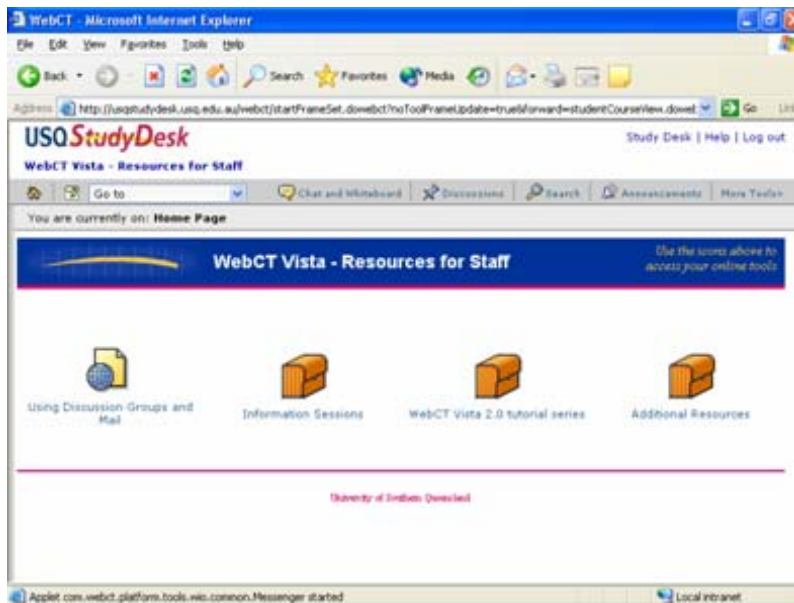 WebCT - Microsoft Internet Explorer
File Edit View Favorites Tools Help
Back Search Favorites Media
Address http://usqstudydesk.usq.edu.au/webct/startFrameSet.dowebct?noToolFrameUpdate=true&forward=studentCourseView.dowebt Go
USQStudyDesk
Study Desk | Help | Log out
WebCT Vista - Resources for Staff
Go to Chat and Whiteboard Discussions Search Announcements More Tools
You are currently on: Home Page
WebCT Vista - Resources for Staff
Use the icons above to
access your online tools
Using Discussion Groups and
Mail
Information Sessions
WebCT Vista 2.0 tutorial series
Additional Resources
University of Southern Queensland
Applet com.webct.platform.tools.wio.common.Messenger started
Local intranet